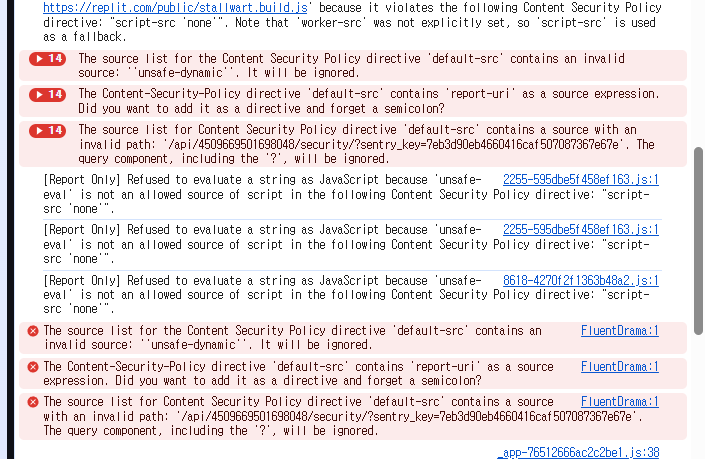 https://replit.com/public/stallwart.build.js' because it violates the following Content Security Policy
directive: "script-src 'none'". Note that 'worker-src' was not explicitly set, so 'script-src' is used
as a fallback.
14 The source list for the Content Security Policy directive 'default-src' contains an invalid
source: ''unsafe-dynamic''. It will be ignored.
14 The Content-Security-Policy directive 'default-src' contains 'report-uri' as a source expression.
Did you want to add it as a directive and forget a semicolon?
14 The source list for Content Security Policy directive 'default-src' contains a source with an
invalid path: '/api/4509669501698048/security/?sentry_key=7eb3d90eb4660416caf507087367e67e'. The
query component, including the '?', will be ignored.
[Report Only] Refused to evaluate a string as JavaScript because 'unsafe- 2255-595dbe5f458ef163.js:1
eval' is not an allowed source of script in the following Content Security Policy directive: "script-
src 'none'".
[Report Only] Refused to evaluate a string as JavaScript because 'unsafe- 2255-595dbe5f458ef163.js:1
eval' is not an allowed source of script in the following Content Security Policy directive: "script-
src 'none'".
[Report Only] Refused to evaluate a string as JavaScript because 'unsafe- 8618-4270f2f1363b48a2.js:1
eval' is not an allowed source of script in the following Content Security Policy directive: "script-
src 'none'".
The source list for the Content Security Policy directive 'default-src' contains an FluentDrama:1
invalid source: ''unsafe-dynamic''. It will be ignored.
The Content-Security-Policy directive 'default-src' contains 'report-uri' as a source FluentDrama:1
expression. Did you want to add it as a directive and forget a semicolon?
The source list for Content Security Policy directive 'default-src' contains a source FluentDrama:1
with an invalid path: '/api/4509669501698048/security/?sentry_key=7eb3d90eb4660416caf507087367e67e'.
The query component, including the '?', will be ignored.
_app-76512666ac2c2be1.js:38